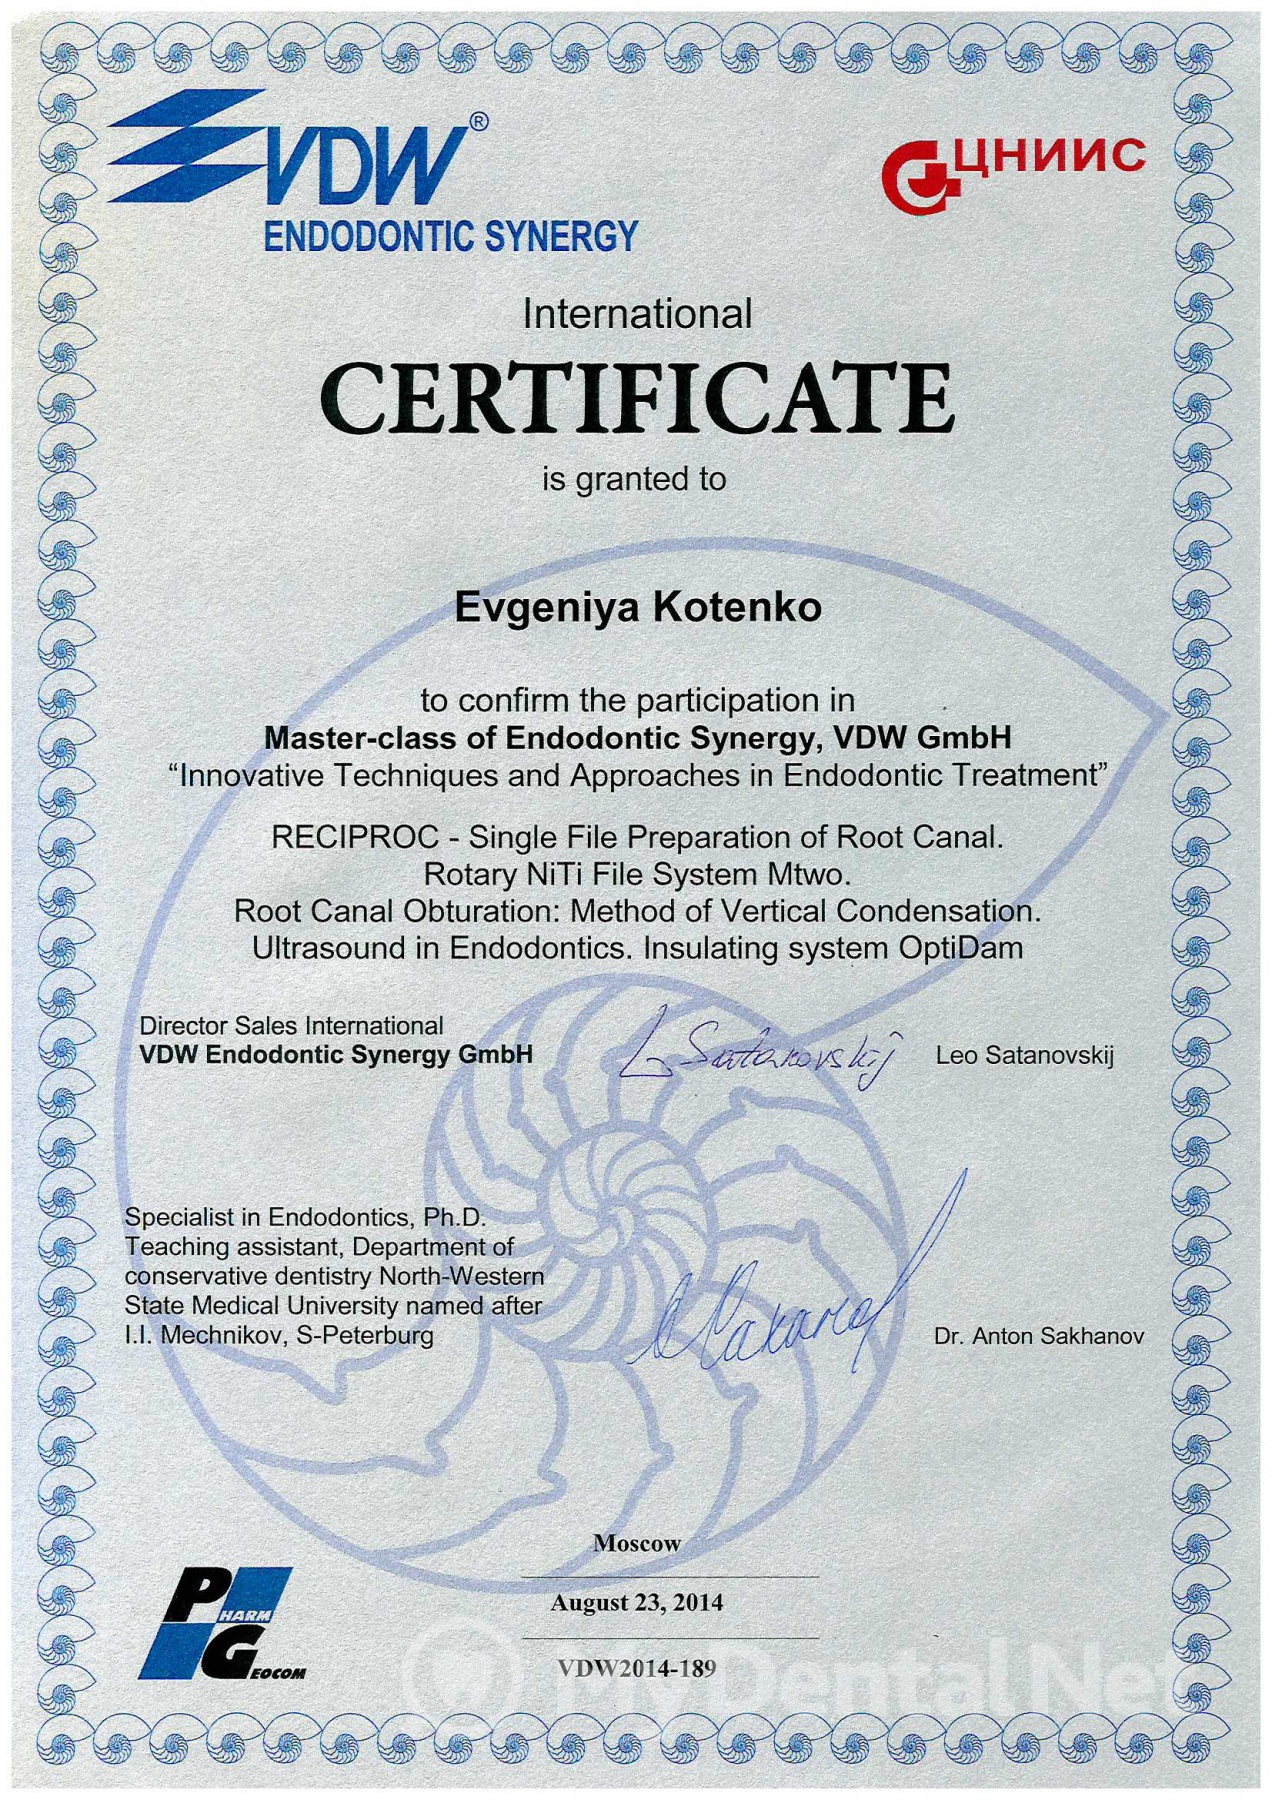 VDW®
ENDODONTIC SYNERGY
ЦНИИС
International
CERTIFICATE
is granted to
Evgeniya Kotenko
to confirm the participation in
Master-class of Endodontic Synergy, VDW GmbH
“Innovative Techniques and Approaches in Endodontic Treatment”
RECIPROC - Single File Preparation of Root Canal.
Rotary NiTi File System Mtwo.
Root Canal Obturation: Method of Vertical Condensation.
Ultrasound in Endodontics. Insulating system OptiDam
Director Sales International
VDW Endodontic Synergy GmbH
L Satanovskij
Leo Satanovskij
Specialist in Endodontics, Ph.D.
Teaching assistant, Department of
conservative dentistry North-Western
State Medical University named after
I.I. Mechnikov, S-Peterburg
Dr. Anton Sakhanov
Moscow
August 23, 2014
VDW2014-189
PHARM
GEOCOM